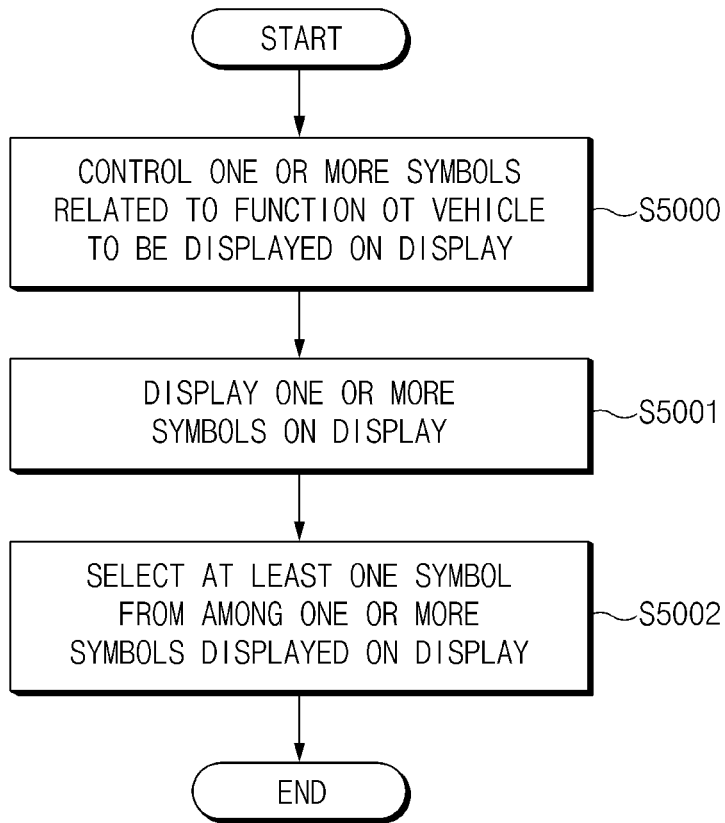 START
CONTROL ONE OR MORE SYMBOLS
RELATED TO FUNCTION OT VEHICLE
TO BE DISPLAYED ON DISPLAY
S5000
DISPLAY ONE OR MORE
SYMBOLS ON DISPLAY
S5001
SELECT AT LEAST ONE SYMBOL
FROM AMONG ONE OR MORE
SYMBOLS DISPLAYED ON DISPLAY
S5002
END